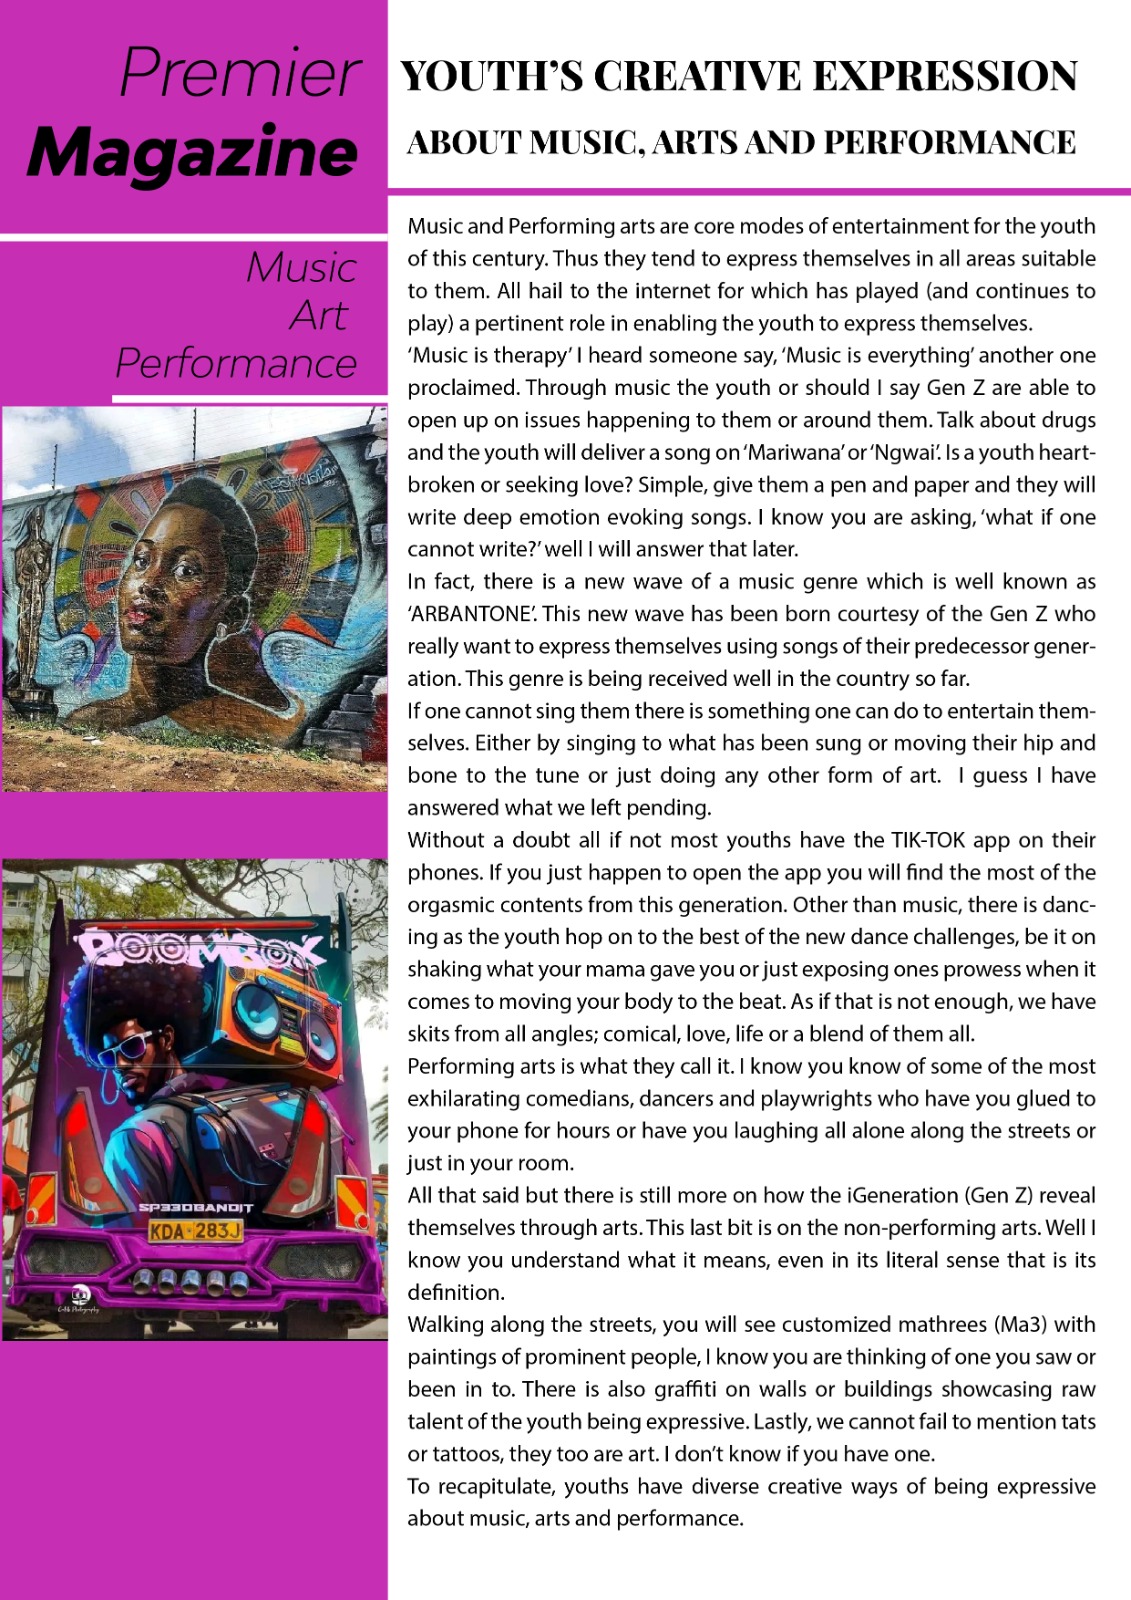 Premier
Magazine
Music
Art
Performance
BOOMBOX
SP33DBANDIT
KDA 283J
YOUTH’S CREATIVE EXPRESSION
ABOUT MUSIC, ARTS AND PERFORMANCE
Music and Performing arts are core modes of entertainment for the youth
of this century. Thus they tend to express themselves in all areas suitable
to them. All hail to the internet for which has played (and continues to
play) a pertinent role in enabling the youth to express themselves.
‘Music is therapy’ I heard someone say, ‘Music is everything’ another one
proclaimed. Through music the youth or should I say Gen Z are able to
open up on issues happening to them or around them. Talk about drugs
and the youth will deliver a song on ‘Mariwana’ or ‘Ngwai’. Is a youth heart-
broken or seeking love? Simple, give them a pen and paper and they will
write deep emotion evoking songs. I know you are asking, ‘what if one
cannot write?’ well I will answer that later.
In fact, there is a new wave of a music genre which is well known as
‘ARBANTONE’. This new wave has been born courtesy of the Gen Z who
really want to express themselves using songs of their predecessor gener-
ation. This genre is being received well in the country so far.
If one cannot sing them there is something one can do to entertain them-
selves. Either by singing to what has been sung or moving their hip and
bone to the tune or just doing any other form of art. I guess I have
answered what we left pending.
Without a doubt all if not most youths have the TIK-TOK app on their
phones. If you just happen to open the app you will find the most of the
orgasmic contents from this generation. Other than music, there is danc-
ing as the youth hop on to the best of the new dance challenges, be it on
shaking what your mama gave you or just exposing ones prowess when it
comes to moving your body to the beat. As if that is not enough, we have
skits from all angles; comical, love, life or a blend of them all.
Performing arts is what they call it. I know you know of some of the most
exhilarating comedians, dancers and playwrights who have you glued to
your phone for hours or have you laughing all alone along the streets or
just in your room.
All that said but there is still more on how the iGeneration (Gen Z) reveal
themselves through arts. This last bit is on the non-performing arts. Well I
know you understand what it means, even in its literal sense that is its
definition.
Walking along the streets, you will see customized mathrees (Ma3) with
paintings of prominent people, I know you are thinking of one you saw or
been in to. There is also graffiti on walls or buildings showcasing raw
talent of the youth being expressive. Lastly, we cannot fail to mention tats
or tattoos, they too are art. I don’t know if you have one.
To recapitulate, youths have diverse creative ways of being expressive
about music, arts and performance.